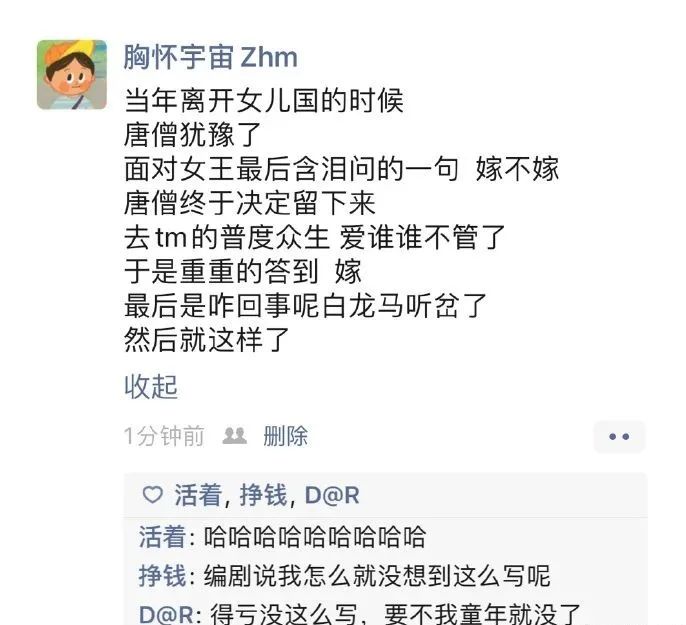 胸怀宇宙Zhm
当年离开女儿国的时候
唐僧犹豫了
面对女王最后含泪问的一句 嫁不嫁
唐僧终于决定留下来
去tm的普度众生 爱谁谁不管了
于是重重的答到 嫁
最后是咋回事呢白龙马听岔了
然后就这样了
收起
1分钟前 删除
活着, 挣钱, D@R
活着: 哈哈哈哈哈哈哈哈哈
挣钱: 编剧说我怎么就没想到这么写呢
D@R: 得亏没这么写，要不我童年就没了